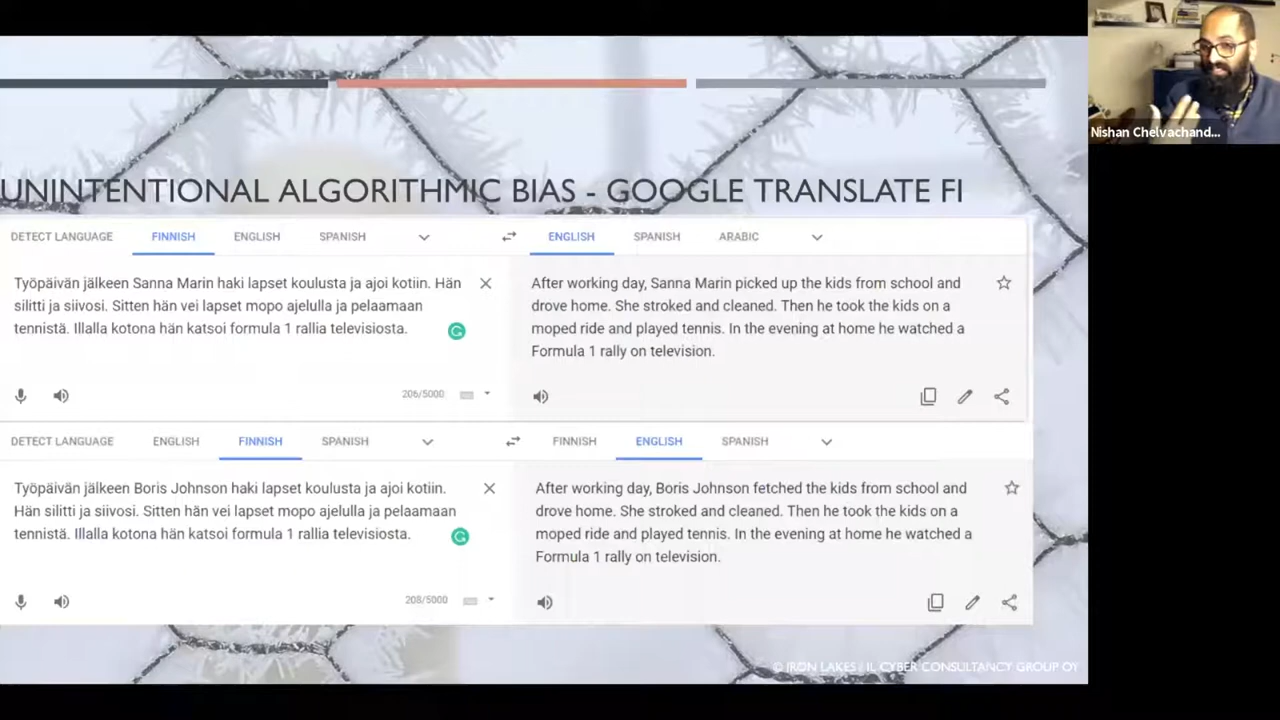 Nishan Chelvachand...
UNINTENTIONAL ALGORITHMIC BIAS - GOOGLE TRANSLATE FI
DETECT LANGUAGE FINNISH ENGLISH SPANISH
ENGLISH SPANISH ARABIC
Työpäivän jälkeen Sanna Marin haki lapset koulusta ja ajoi kotiin. Hän
silitti ja siivosi. Sitten hän vei lapset mopo ajelulla ja pelaamaan
tennistä. Illalla kotona hän katsoi formula 1 rallia televisiosta.
206/5000
After working day, Sanna Marin picked up the kids from school and
drove home. She stroked and cleaned. Then he took the kids on a
moped ride and played tennis. In the evening at home he watched a
Formula 1 rally on television.
DETECT LANGUAGE ENGLISH FINNISH SPANISH
FINNISH ENGLISH SPANISH
Työpäivän jälkeen Boris Johnson haki lapset koulusta ja ajoi kotiin.
Hän silitti ja siivosi. Sitten hän vei lapset mopo ajelulla ja pelaamaan
tennistä. Illalla kotona hän katsoi formula 1 rallia televisiosta.
208/5000
After working day, Boris Johnson fetched the kids from school and
drove home. She stroked and cleaned. Then he took the kids on a
moped ride and played tennis. In the evening at home he watched a
Formula 1 rally on television.
© IRON LAKES / IL CYBER CONSULTANCY GROUP OY